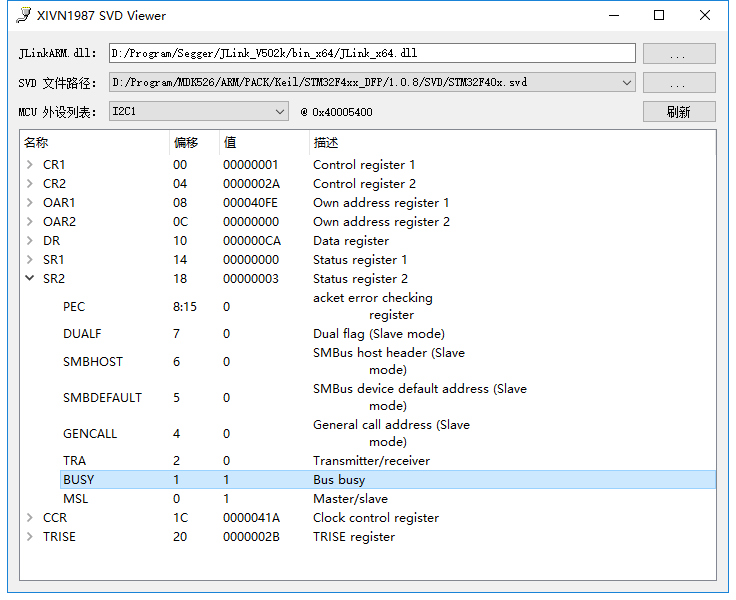 XIVN1987 SVD Viewer
JLinkARM.dll: D:/Program/Segger/JLink_V502k/bin_x64/JLink_x64.dll ...
SVD 文件路径: D:/Program/MDK526/ARM/PACK/Keil/STM32F4xx_DFP/1.0.8/SVD/STM32F40x.svd ...
MCU 外设列表: I2C1 @ 0x40005400 刷新
名称 偏移 值 描述
CR1 00 00000001 Control register 1
CR2 04 0000002A Control register 2
OAR1 08 000040FE Own address register 1
OAR2 0C 00000000 Own address register 2
DR 10 000000CA Data register
SR1 14 00000000 Status register 1
SR2 18 00000003 Status register 2
PEC 8:15 0 acket error checking
register
DUALF 7 0 Dual flag (Slave mode)
SMBHOST 6 0 SMBus host header (Slave
mode)
SMBDEFAULT 5 0 SMBus device default address (Slave
mode)
GENCALL 4 0 General call address (Slave
mode)
TRA 2 0 Transmitter/receiver
BUSY 1 1 Bus busy
MSL 0 1 Master/slave
CCR 1C 0000041A Clock control register
TRISE 20 0000002B TRISE register